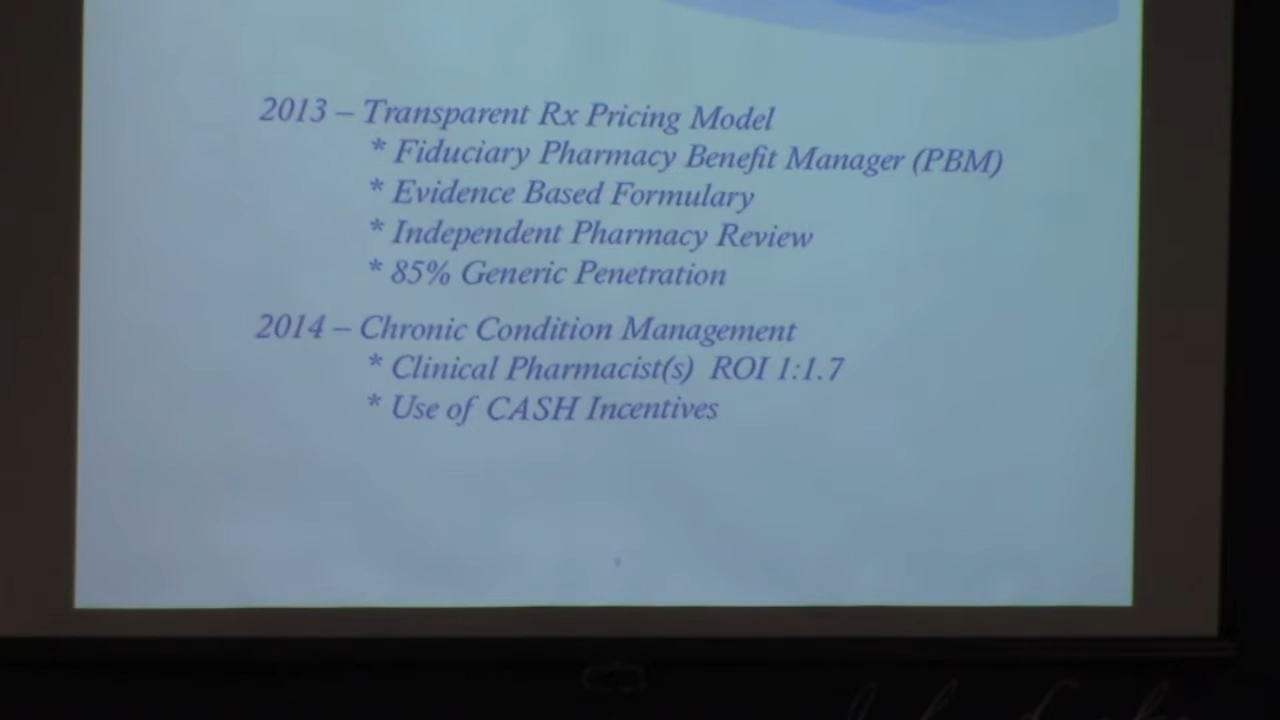 2013 – Transparent Rx Pricing Model
* Fiduciary Pharmacy Benefit Manager (PBM)
* Evidence Based Formulary
* Independent Pharmacy Review
* 85% Generic Penetration
2014 – Chronic Condition Management
* Clinical Pharmacist(s) ROI 1:1.7
* Use of CASH Incentives